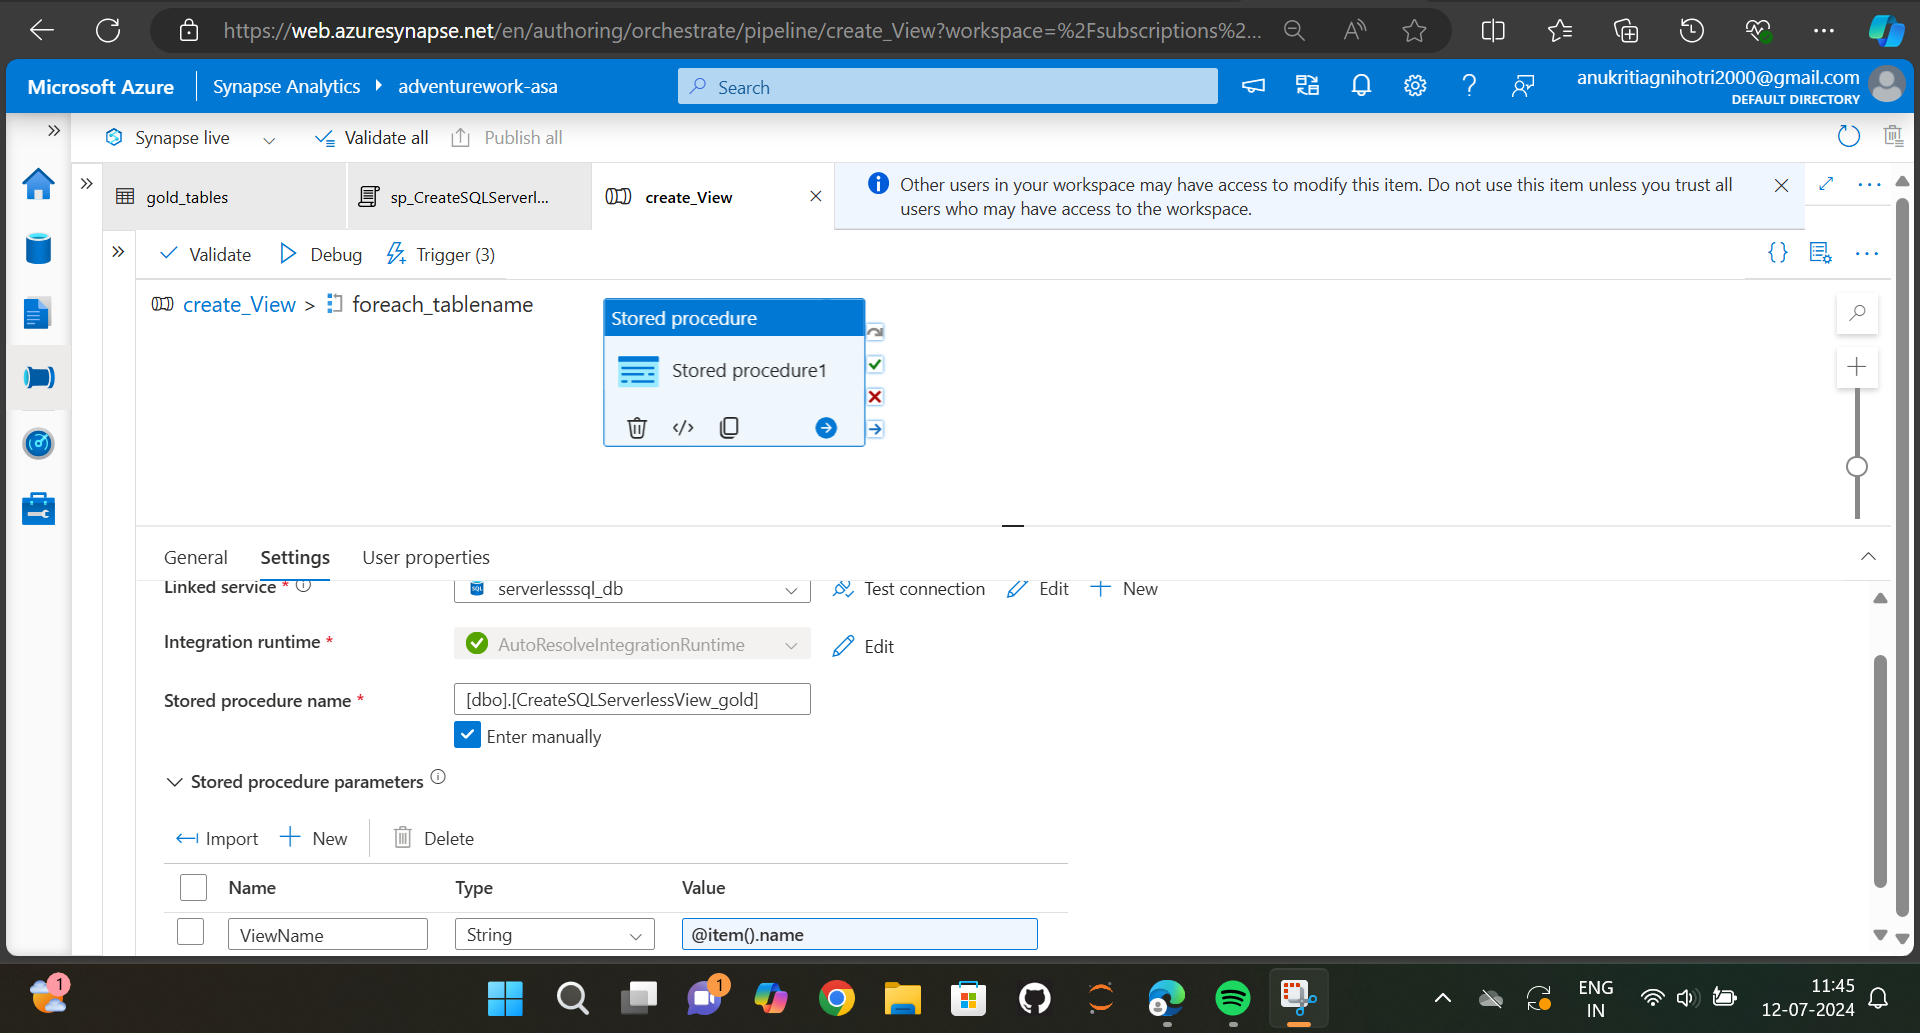 https://web.azuresynapse.net/en/authoring/orchestrate/pipeline/create_View?workspace=%2Fsubscriptions%2...
Microsoft Azure
Synapse Analytics
adventurework-asa
Search
anukritiagnihotri2000@gmail.com
DEFAULT DIRECTORY
Synapse live
Validate all
Publish all
gold_tables
sp_CreateSQLServerl...
create_View
Other users in your workspace may have access to modify this item. Do not use this item unless you trust all
users who may have access to the workspace.
Validate
Debug
Trigger (3)
create_View > foreach_tablename
Stored procedure
Stored procedure1
General
Settings
User properties
Linked service *
serverlesssql_db
Test connection
Edit
New
Integration runtime *
AutoResolveIntegrationRuntime
Edit
Stored procedure name *
[dbo].[CreateSQLServerlessView_gold]
Enter manually
Stored procedure parameters
Import
New
Delete
Name
Type
Value
ViewName
String
@item().name
1
1
ENG
IN
11:45
12-07-2024